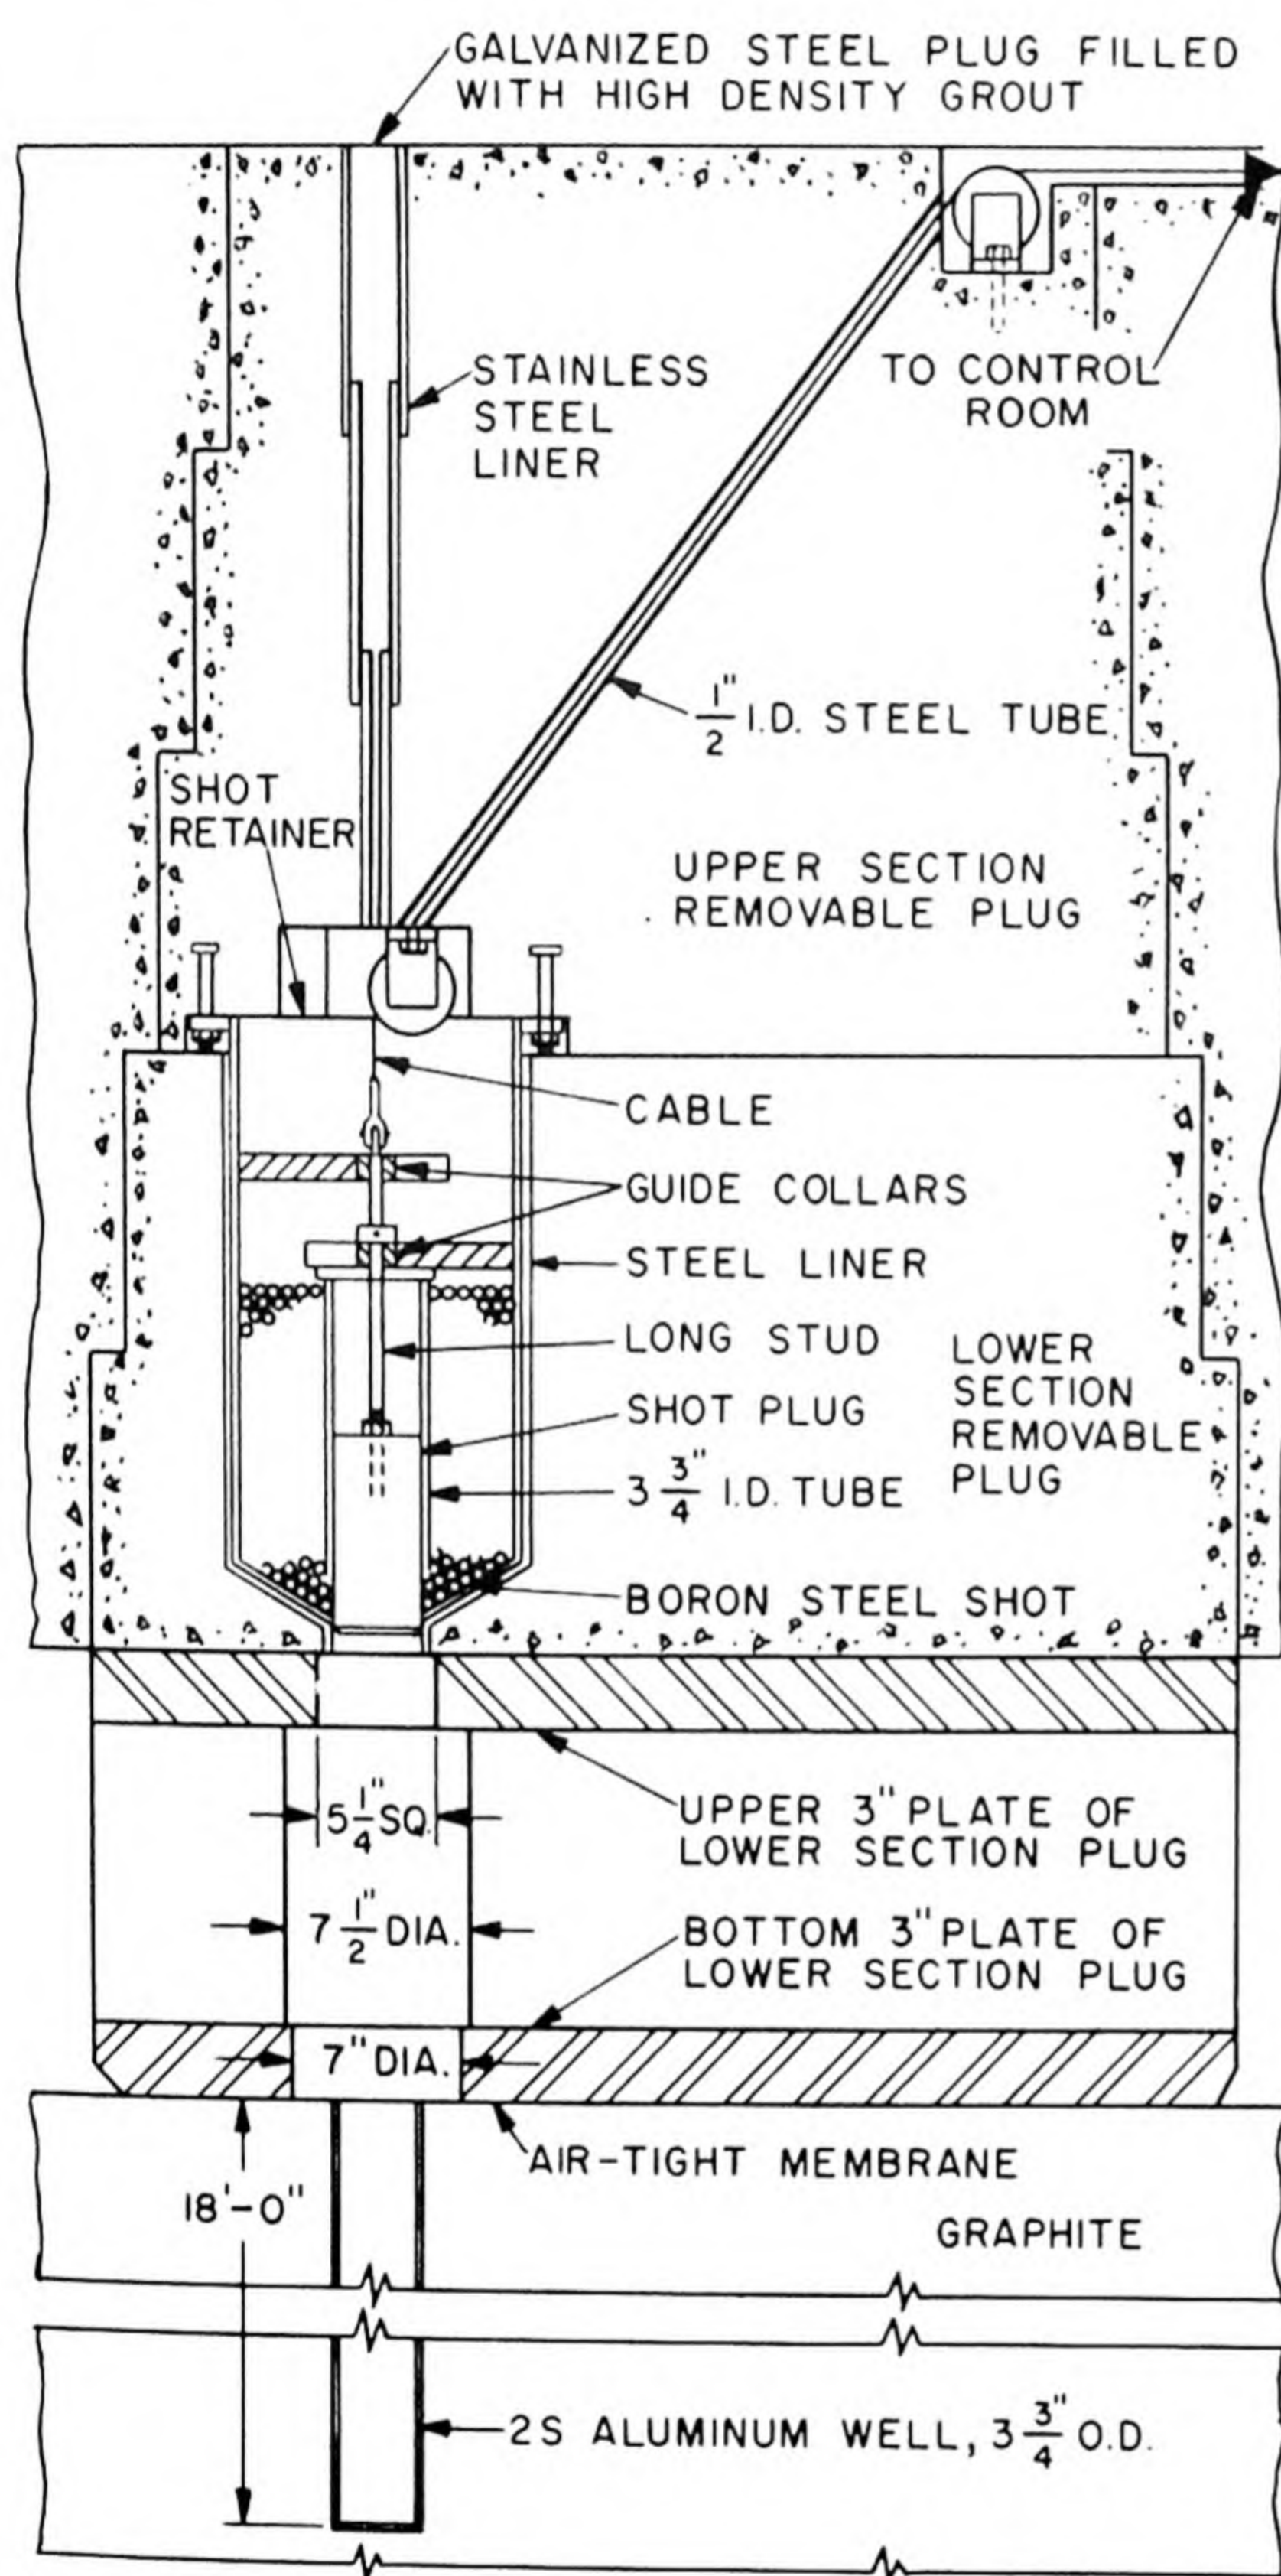 GALVANIZED STEEL PLUG FILLED
WITH HIGH DENSITY GROUT
STAINLESS
STEEL
LINER
TO CONTROL
ROOM
1/2" I.D. STEEL TUBE
SHOT
RETAINER
UPPER SECTION
REMOVABLE PLUG
CABLE
GUIDE COLLARS
STEEL LINER
LONG STUD
LOWER
SECTION
REMOVABLE
PLUG
SHOT PLUG
3 3/4" I.D. TUBE
BORON STEEL SHOT
5 1/4" SQ.
UPPER 3" PLATE OF
LOWER SECTION PLUG
7 1/2" DIA.
BOTTOM 3" PLATE OF
LOWER SECTION PLUG
7" DIA.
AIR-TIGHT MEMBRANE
18'-0"
GRAPHITE
2S ALUMINUM WELL, 3 3/4" O.D.